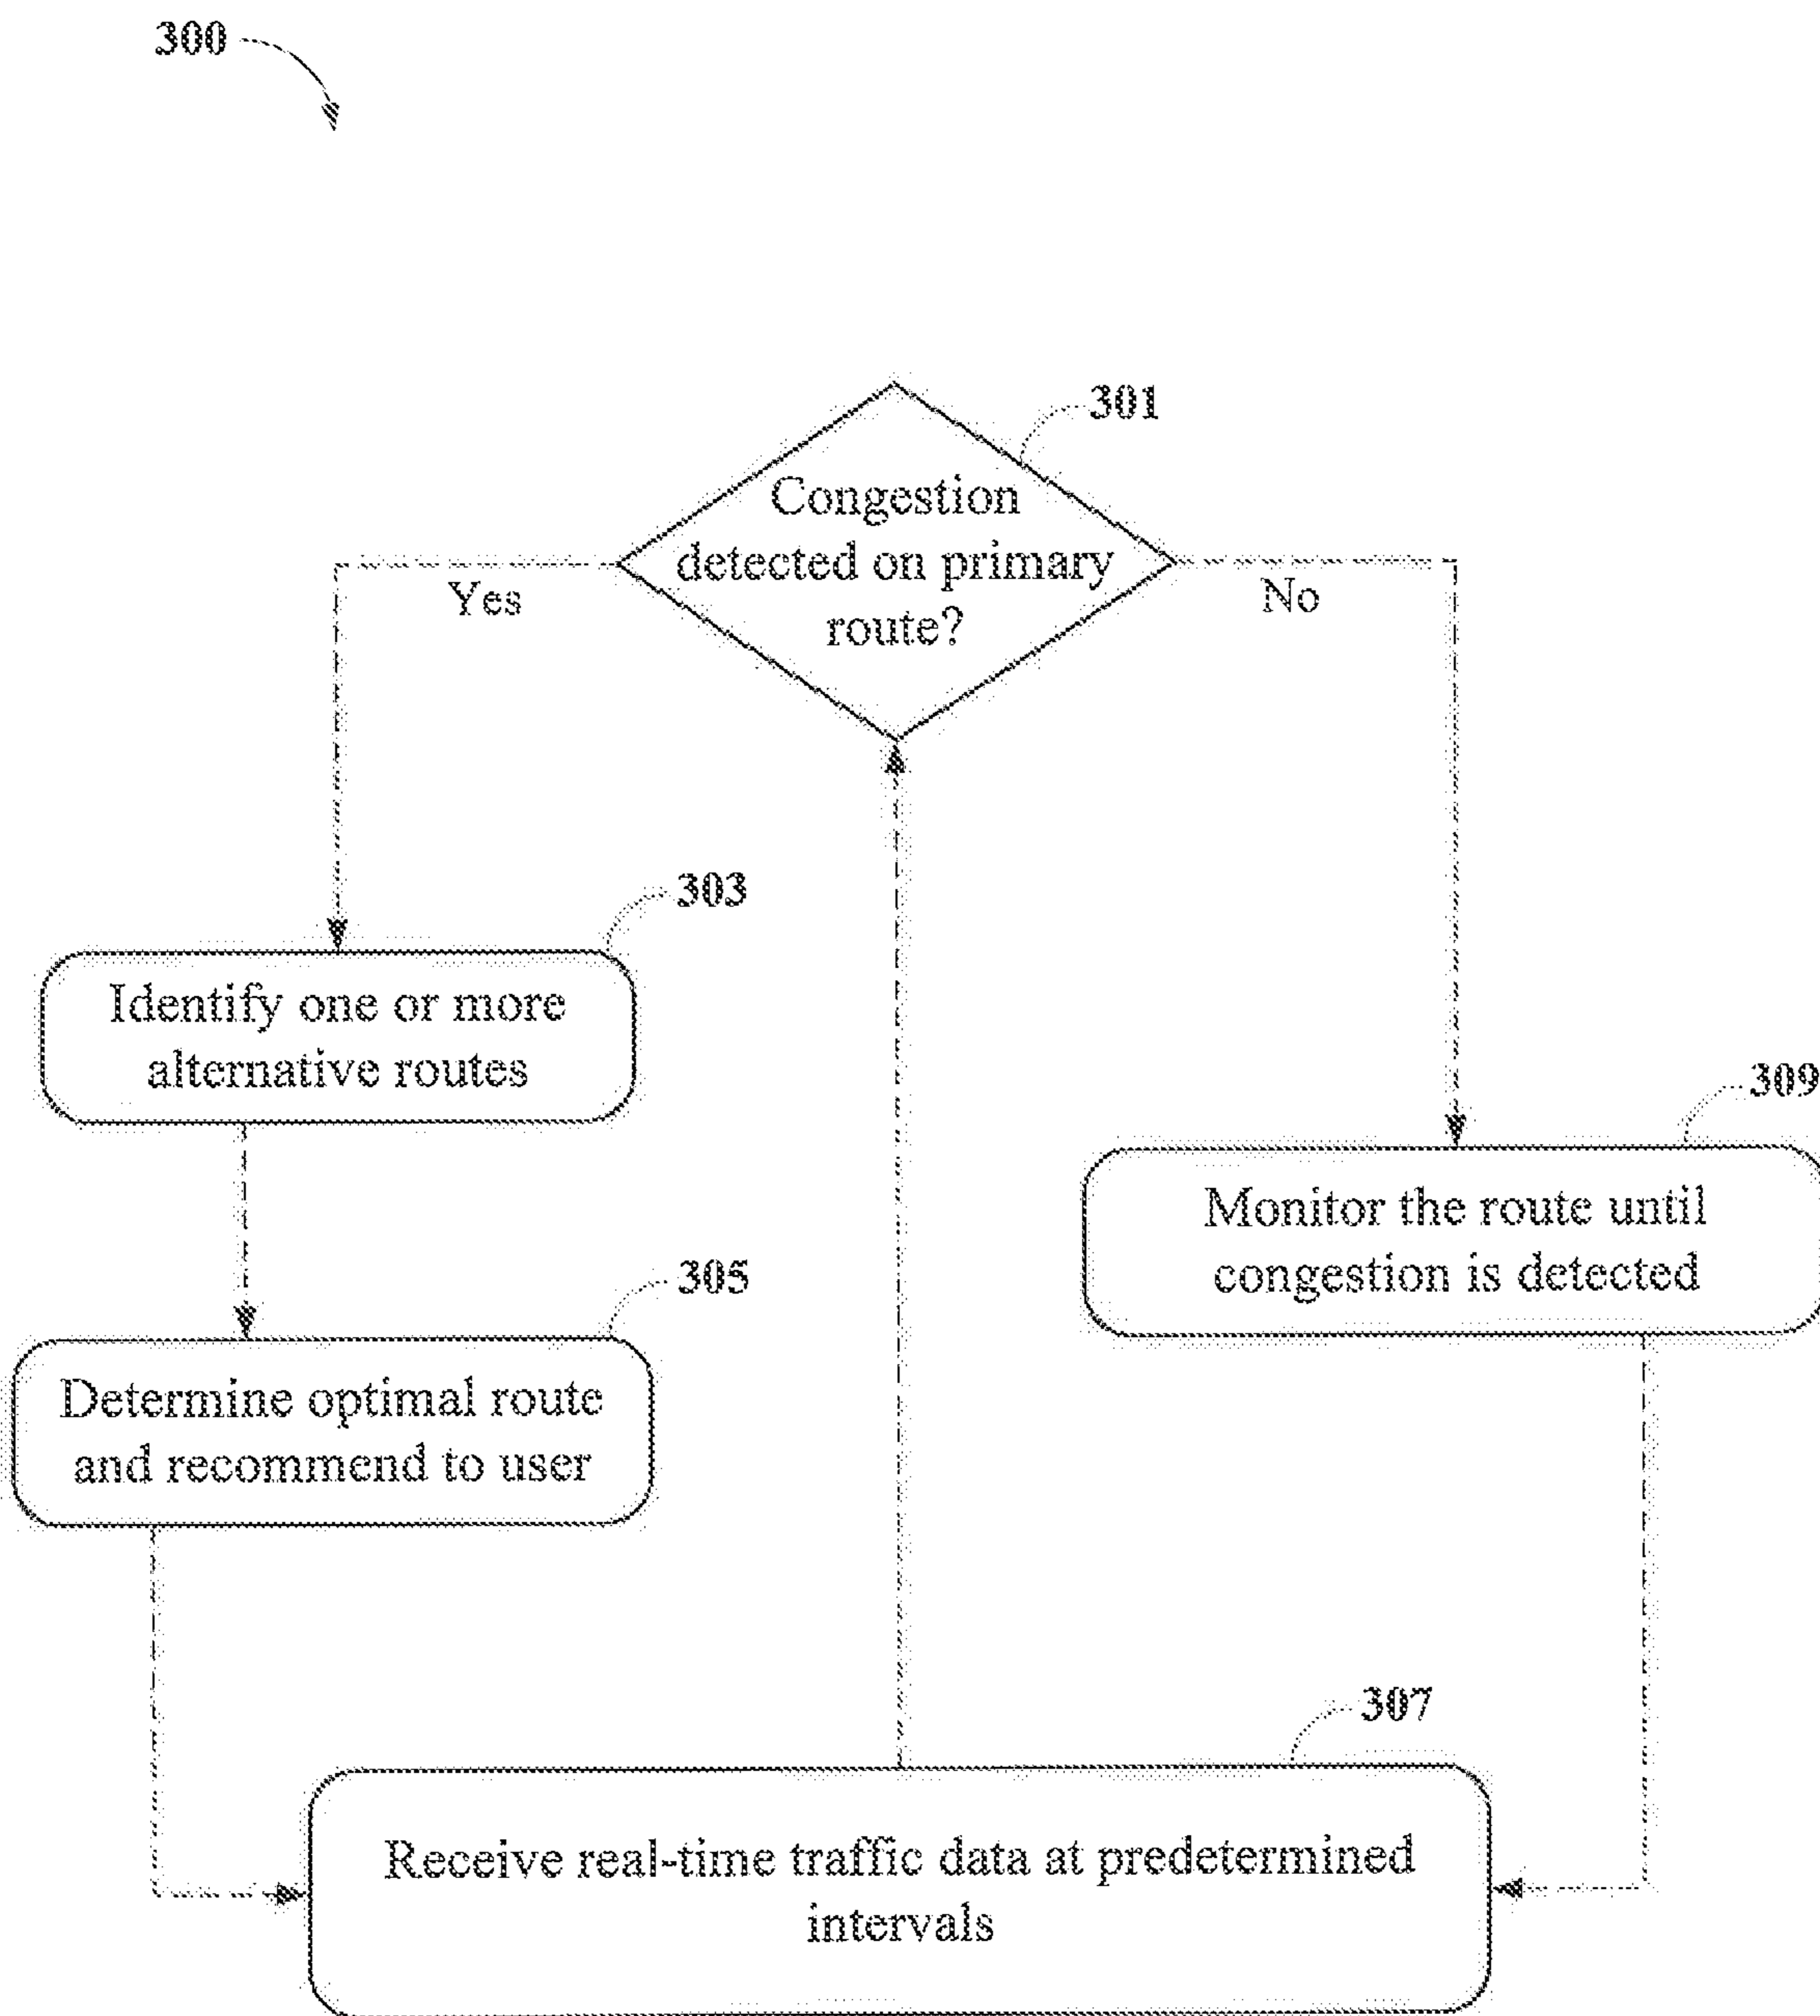 300
301
Congestion
detected on primary
route?
Yes
No
303
Identify one or more
alternative routes
309
Monitor the route until
congestion is detected
305
Determine optimal route
and recommend to user
307
Receive real-time traffic data at predetermined
intervals